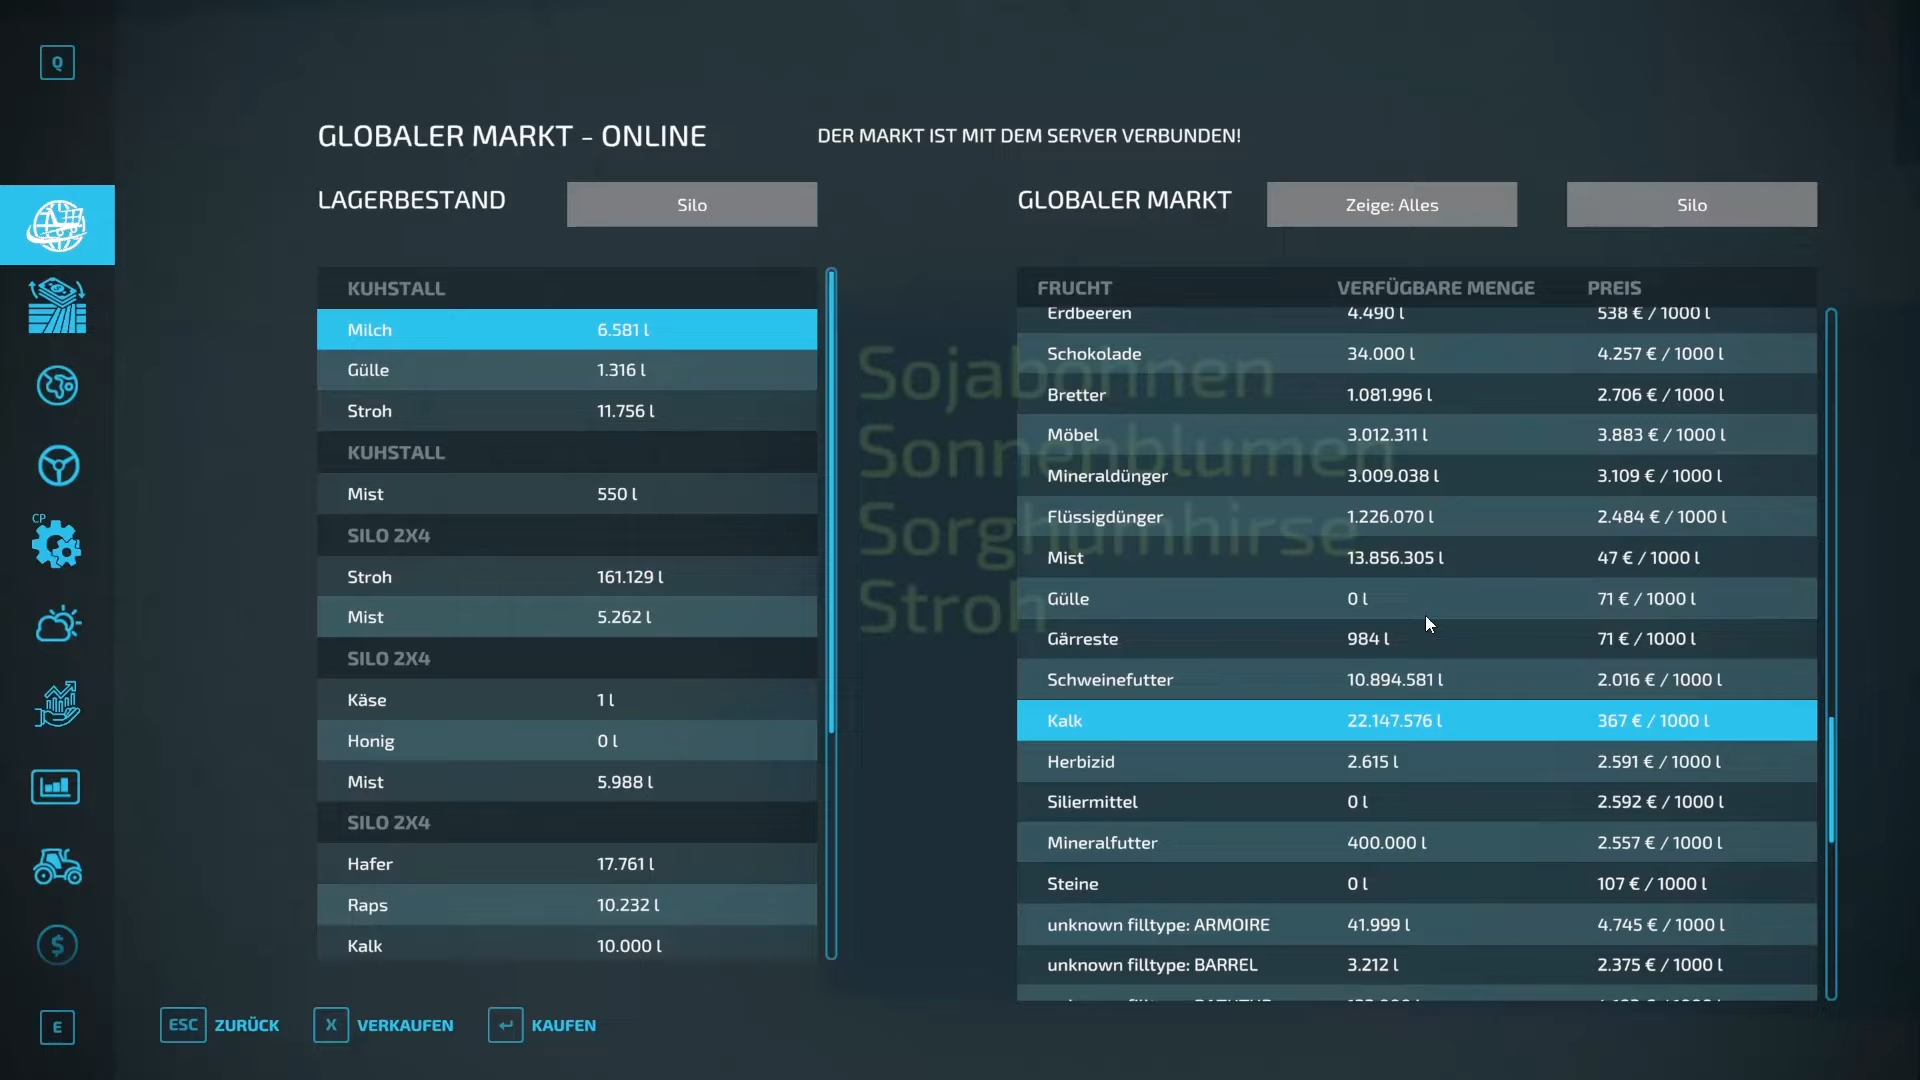 Q
GLOBALER MARKT - ONLINE
DER MARKT IST MIT DEM SERVER VERBUNDEN!
LAGERBESTAND
Silo
GLOBALER MARKT
Zeige: Alles
Silo
KUHSTALL
Milch 6.581 l
Gülle 1.316 l
Stroh 11.756 l
KUHSTALL
Mist 550 l
SILO 2X4
Stroh 161.129 l
Mist 5.262 l
SILO 2X4
Käse 1 l
Honig 0 l
Mist 5.988 l
SILO 2X4
Hafer 17.761 l
Raps 10.232 l
Kalk 10.000 l
Sojabohnen
Sonnenblumen
Sorghumhirse
Stroh
FRUCHT VERFÜGBARE MENGE PREIS
Erdbeeren 4.490 l 538 € / 1000 l
Schokolade 34.000 l 4.257 € / 1000 l
Bretter 1.081.996 l 2.706 € / 1000 l
Möbel 3.012.311 l 3.883 € / 1000 l
Mineraldünger 3.009.038 l 3.109 € / 1000 l
Flüssigdünger 1.226.070 l 2.484 € / 1000 l
Mist 13.856.305 l 47 € / 1000 l
Gülle 0 l 71 € / 1000 l
Gärreste 984 l 71 € / 1000 l
Schweinefutter 10.894.581 l 2.016 € / 1000 l
Kalk 22.147.576 l 367 € / 1000 l
Herbizid 2.615 l 2.591 € / 1000 l
Siliermittel 0 l 2.592 € / 1000 l
Mineralfutter 400.000 l 2.557 € / 1000 l
Steine 0 l 107 € / 1000 l
unknown filltype: ARMOIRE 41.999 l 4.745 € / 1000 l
unknown filltype: BARREL 3.212 l 2.375 € / 1000 l
CP
$
E
ESC ZURÜCK
X VERKAUFEN
KAUFEN